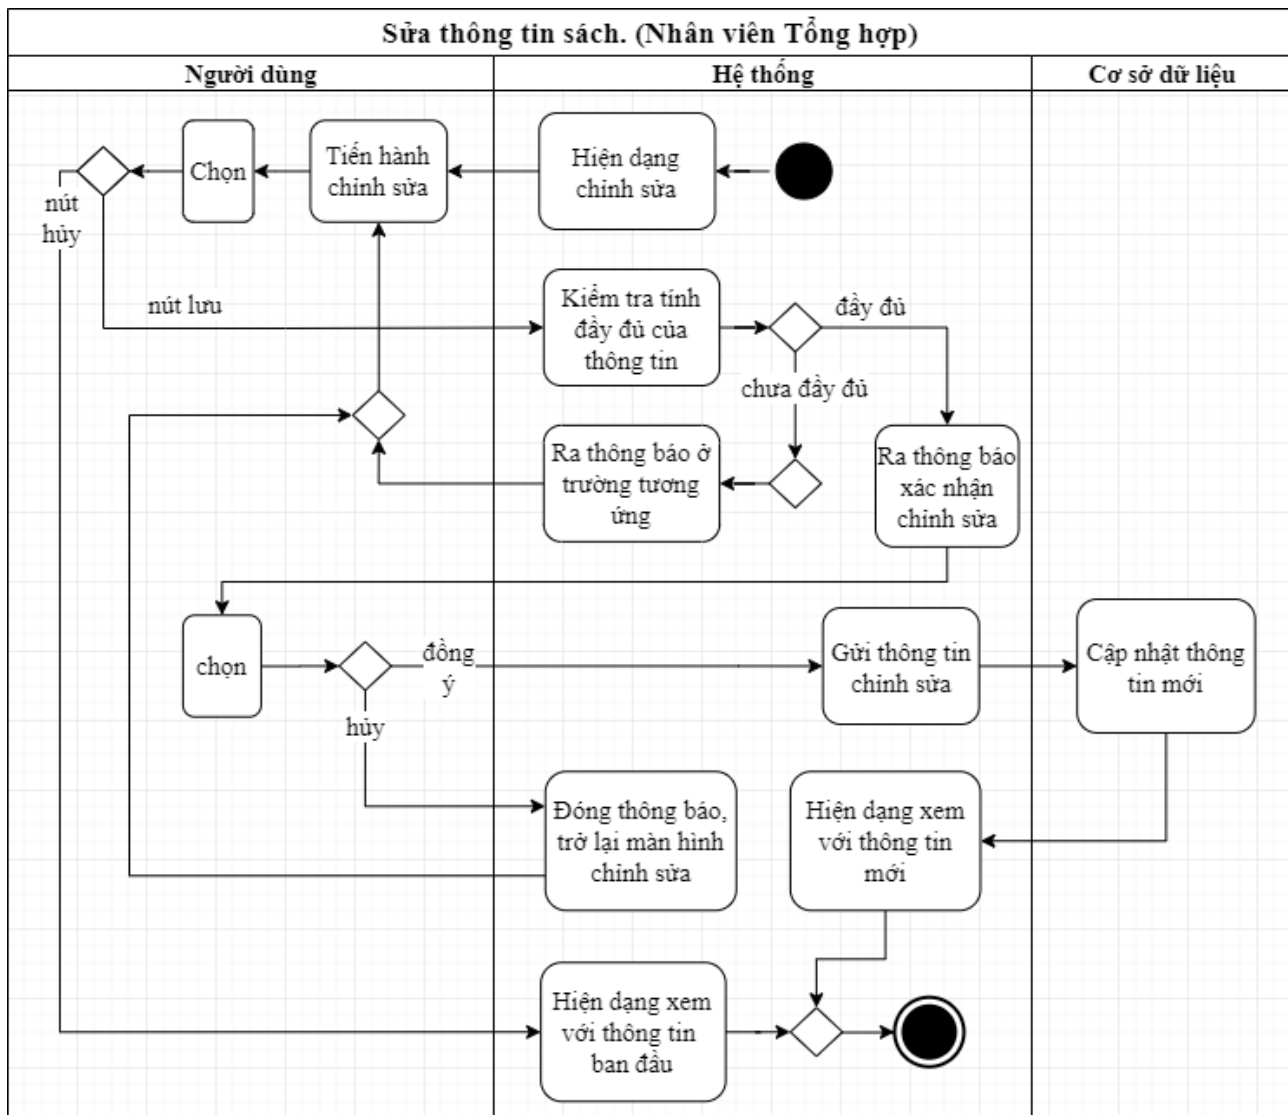 Sửa thông tin sách. (Nhân viên Tổng hợp)
Người dùng
Hệ thống
Cơ sở dữ liệu
Chọn
Tiến hành
chỉnh sửa
Hiện dạng
chỉnh sửa
nút
hủy
nút lưu
Kiểm tra tính
đầy đủ của
thông tin
đầy đủ
chưa đầy đủ
Ra thông báo ở
trường tương
ứng
Ra thông báo
xác nhận
chỉnh sửa
chọn
đồng
ý
hủy
Gửi thông tin
chỉnh sửa
Cập nhật thông
tin mới
Đóng thông báo,
trở lại màn hình
chỉnh sửa
Hiện dạng xem
với thông tin
mới
Hiện dạng xem
với thông tin
ban đầu